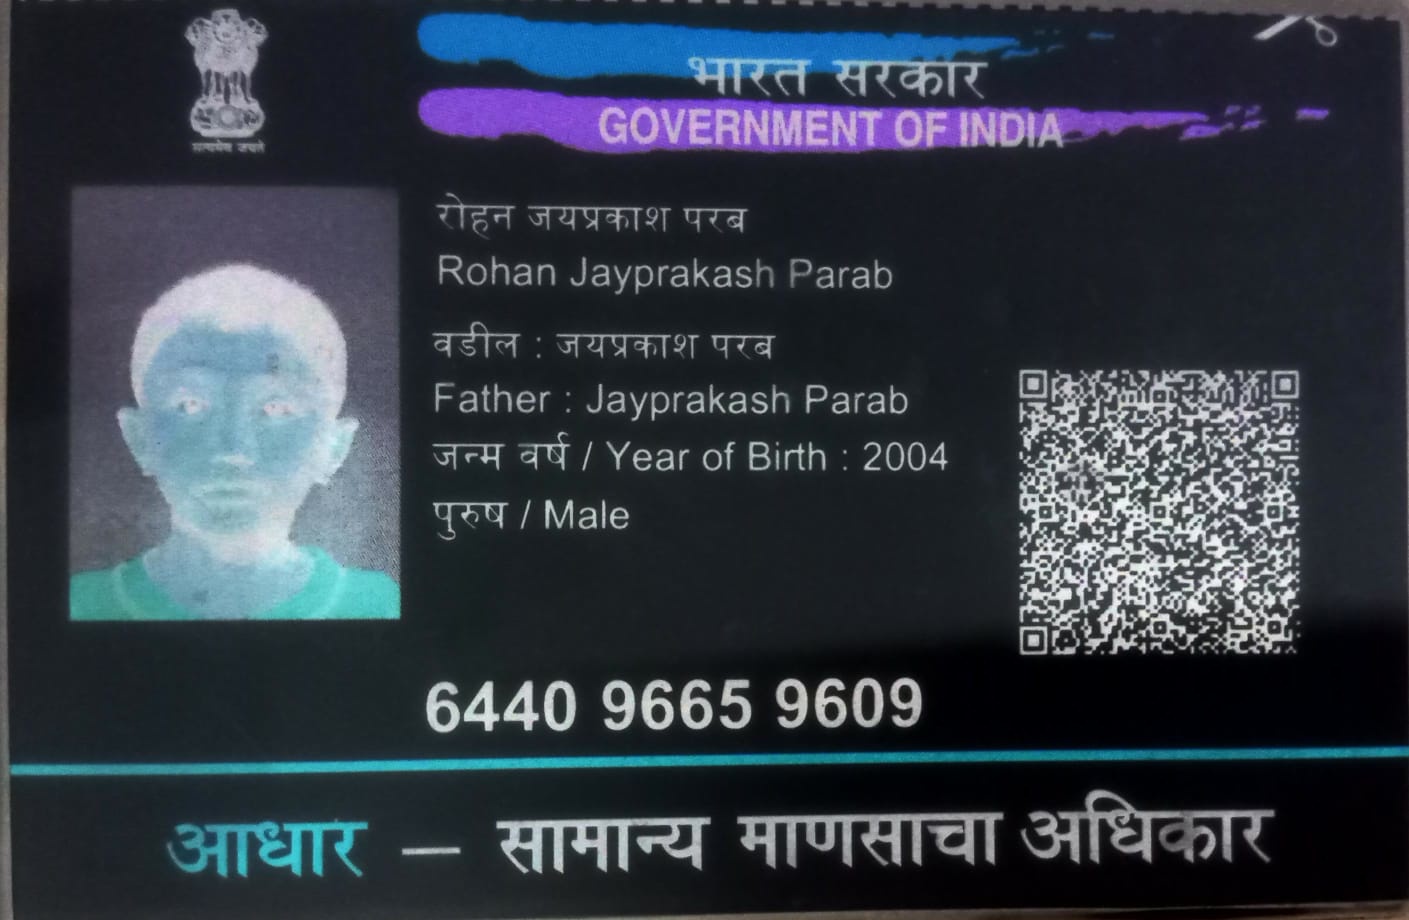 सत्यमेव जयते
भारत सरकार
GOVERNMENT OF INDIA
रोहन जयप्रकाश परब
Rohan Jayprakash Parab
वडील : जयप्रकाश परब
Father : Jayprakash Parab
जन्म वर्ष / Year of Birth : 2004
पुरुष / Male
6440 9665 9609
आधार — सामान्य माणसाचा अधिकार